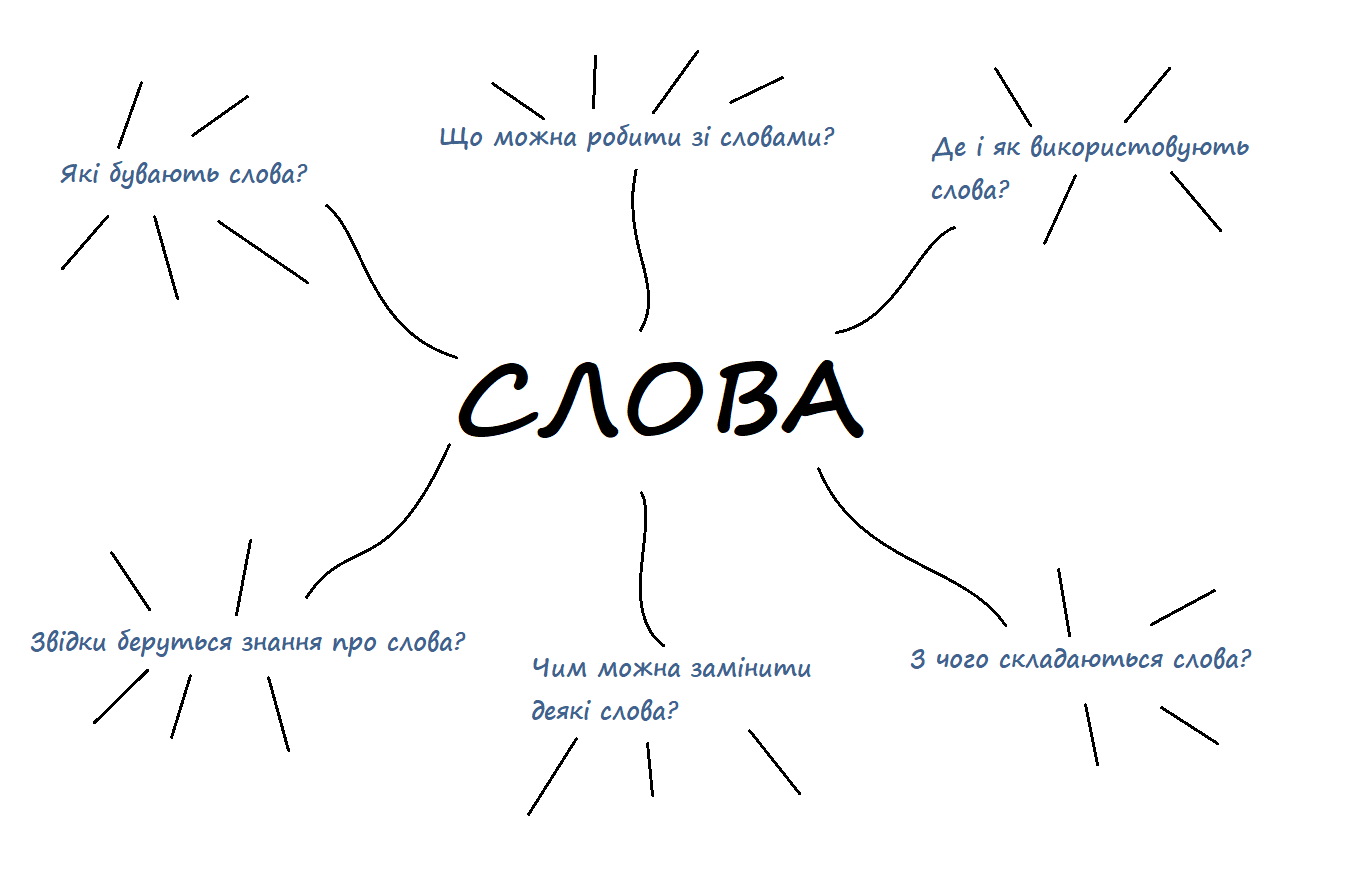 Які бувають слова?
Що можна робити зі словами?
Де і як використовують
слова?
СЛОВА
Звідки беруться знання про слова?
Чим можна замінити
деякі слова?
З чого складаються слова?